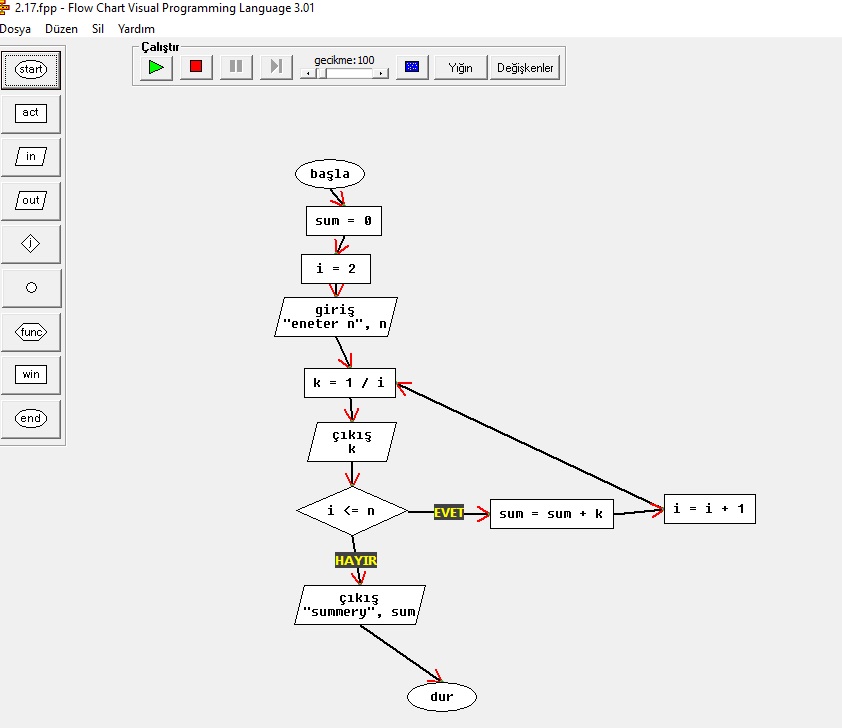 2.17.fpp - Flow Chart Visual Programming Language 3.01
Dosya Düzen Sil Yardım
Çalıştır
gecikme:100
Yığın
Değişkenler
start
act
in
out
j
func
win
end
başla
sum = 0
i = 2
giriş
"eneter n", n
k = 1 / i
çıkış
k
i <= n
EVET
sum = sum + k
i = i + 1
HAYIR
çıkış
"summery", sum
dur